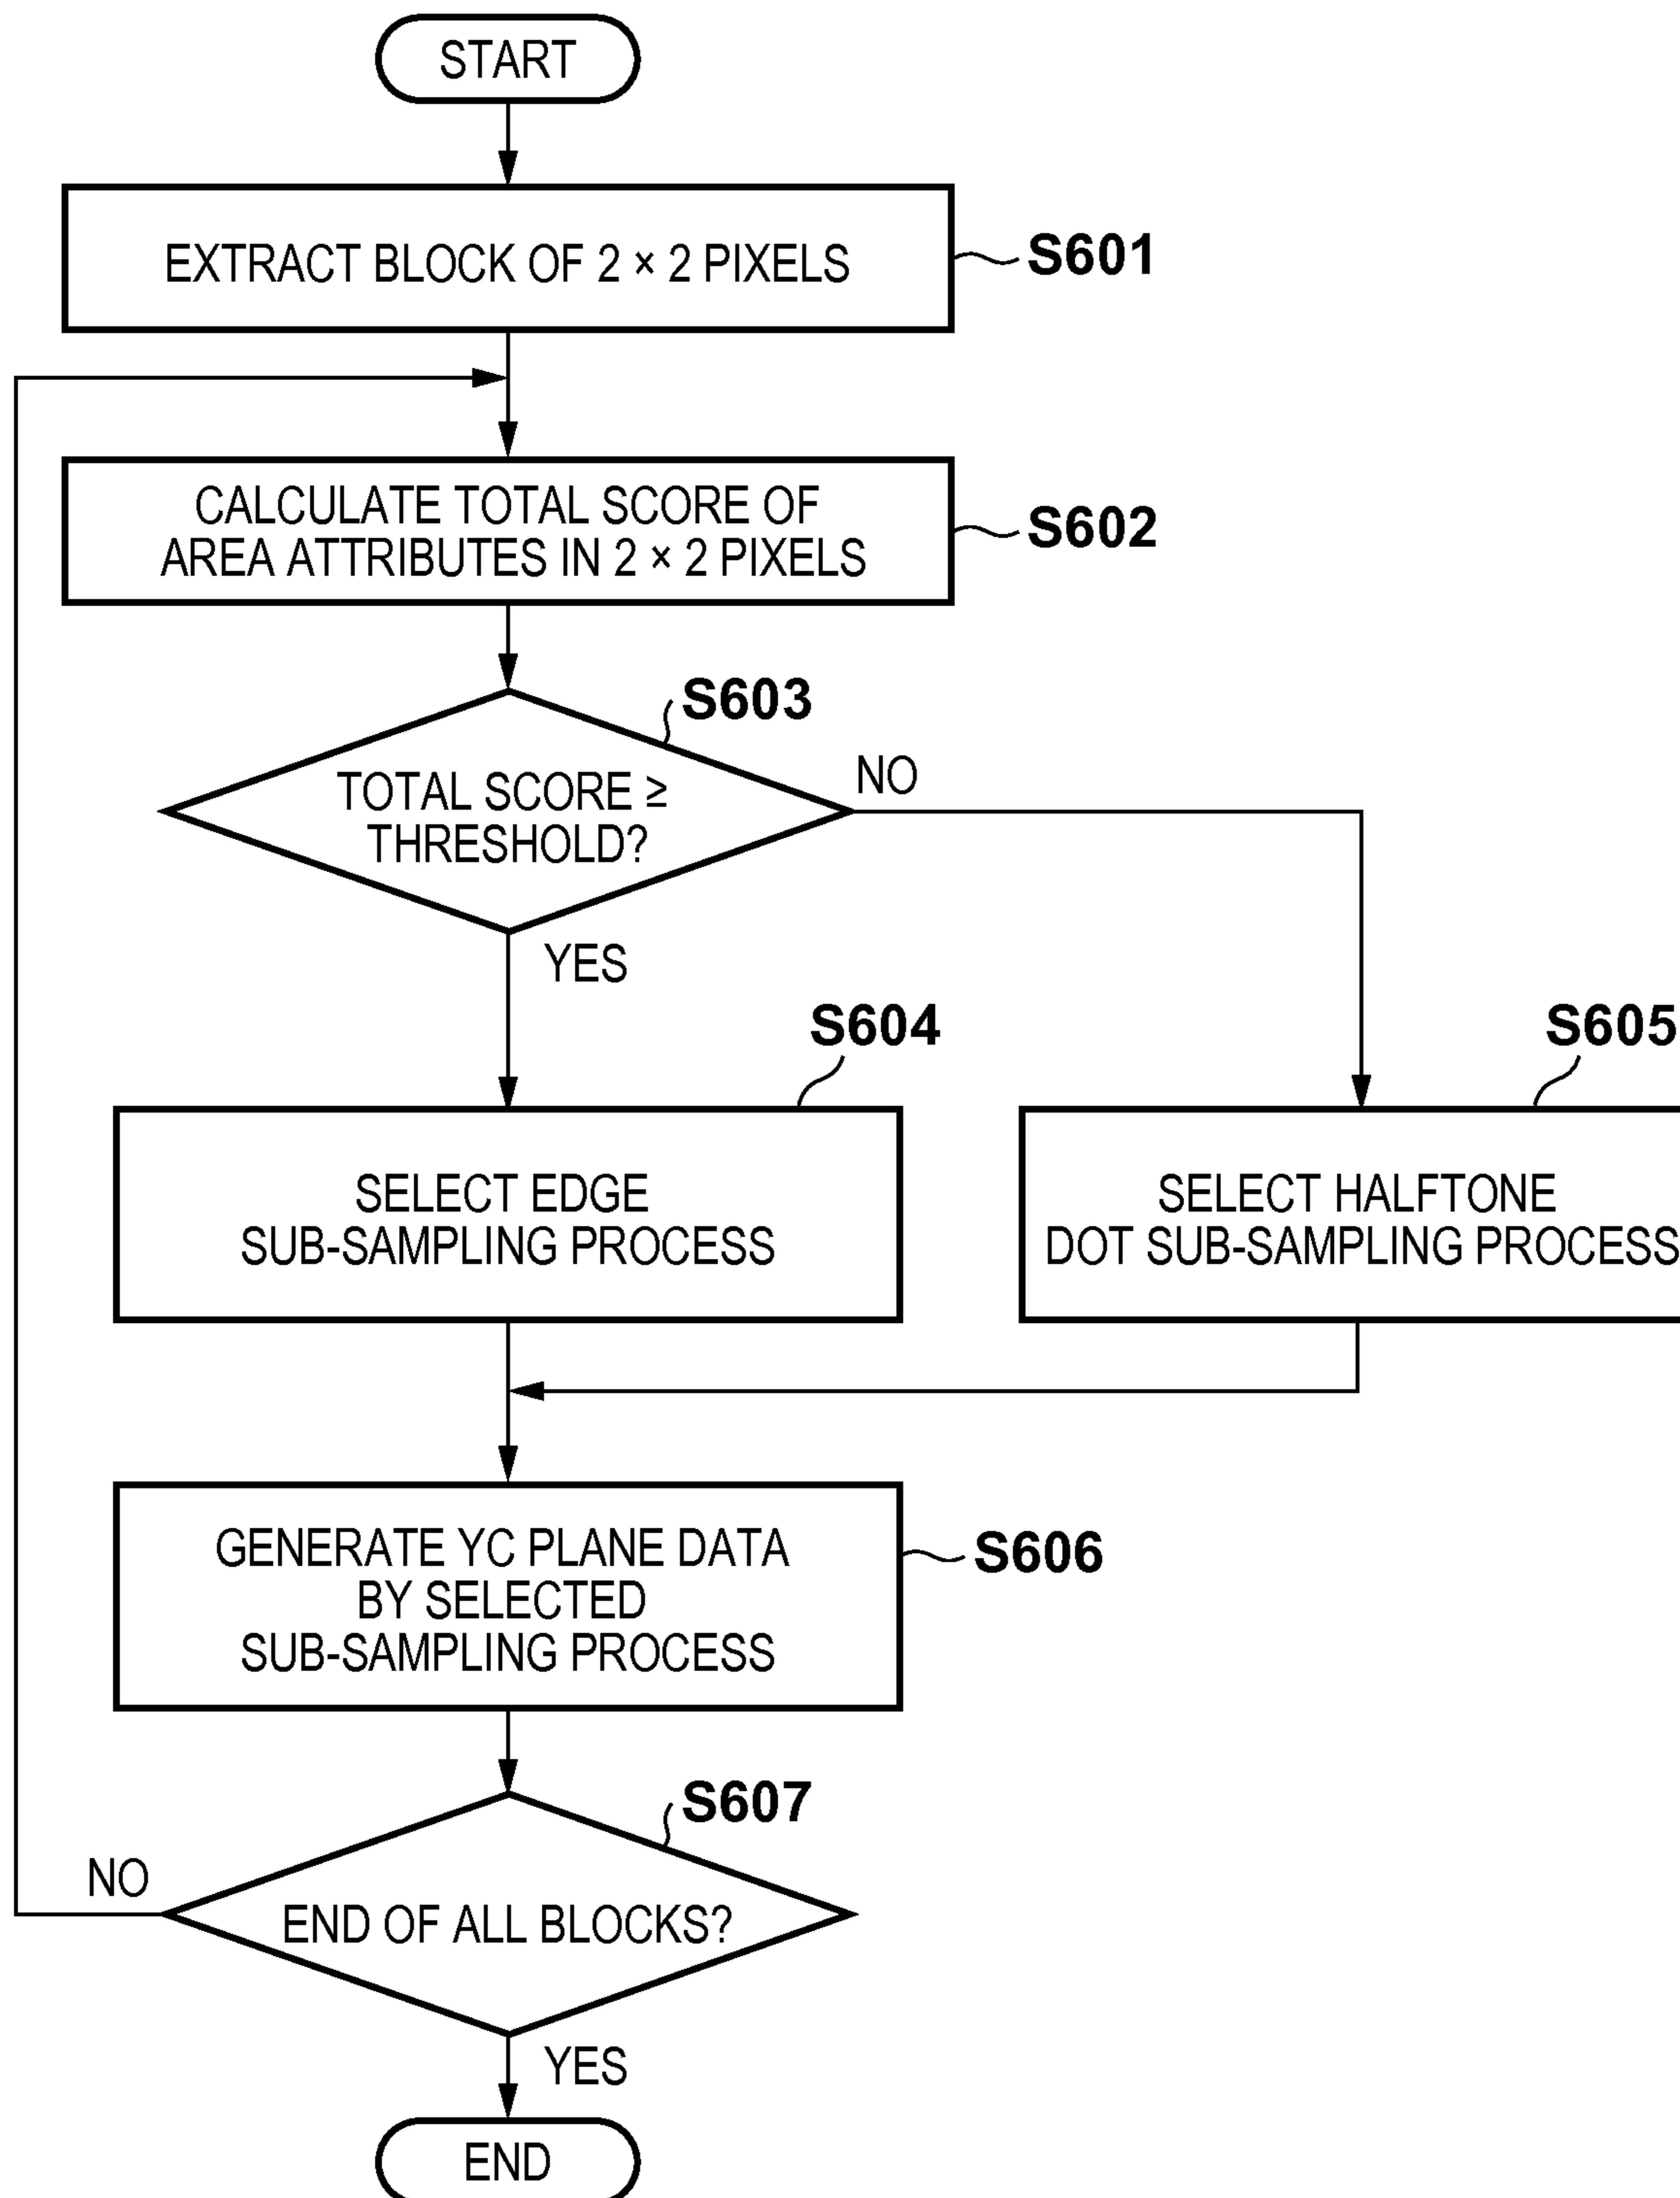 START
EXTRACT BLOCK OF 2 × 2 PIXELS
S601
CALCULATE TOTAL SCORE OF
AREA ATTRIBUTES IN 2 × 2 PIXELS
S602
S603
TOTAL SCORE ≥
THRESHOLD?
NO
YES
S604
SELECT EDGE
SUB-SAMPLING PROCESS
S605
SELECT HALFTONE
DOT SUB-SAMPLING PROCESS
GENERATE YC PLANE DATA
BY SELECTED
SUB-SAMPLING PROCESS
S606
S607
NO
END OF ALL BLOCKS?
YES
END